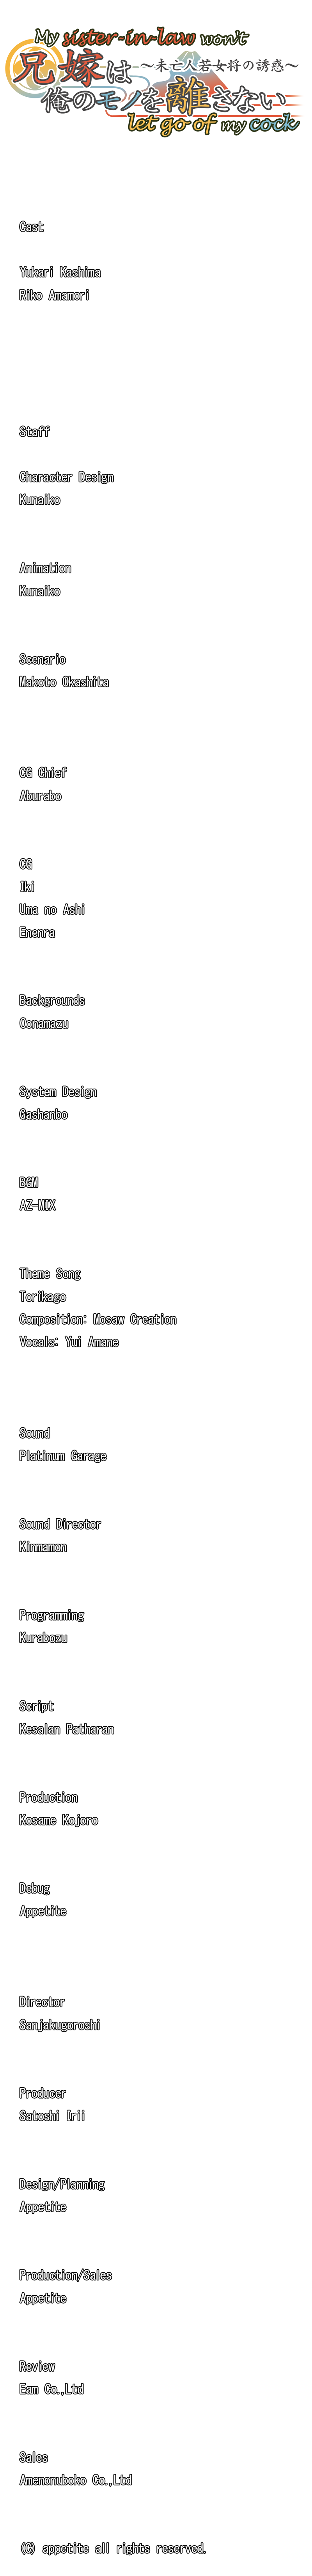 My sister-in-law won't
兄嫁は ～未亡人若女将の誘惑～
俺のモノを離さない
let go of my cock
Cast
Yukari Kashima
Riko Amamori
Staff
Character Design
Kunaiko
Animation
Kunaiko
Scenario
Makoto Okashita
CG Chief
Aburabo
CG
Iki
Uma no Ashi
Enenra
Backgrounds
Oonamazu
System Design
Gashanbo
BGM
AZ-MIX
Theme Song
Torikago
Composition: Mosaw Creation
Vocals: Yui Amane
Sound
Platinum Garage
Sound Director
Kinmamon
Programming
Kurabozu
Script
Kesalan Patharan
Production
Kosame Kojoro
Debug
Appetite
Director
Sanjakugoroshi
Producer
Satoshi Irii
Design/Planning
Appetite
Production/Sales
Appetite
Review
Eam Co.,Ltd
Sales
Amenonuboko Co.,Ltd
(C) appetite all rights reserved.